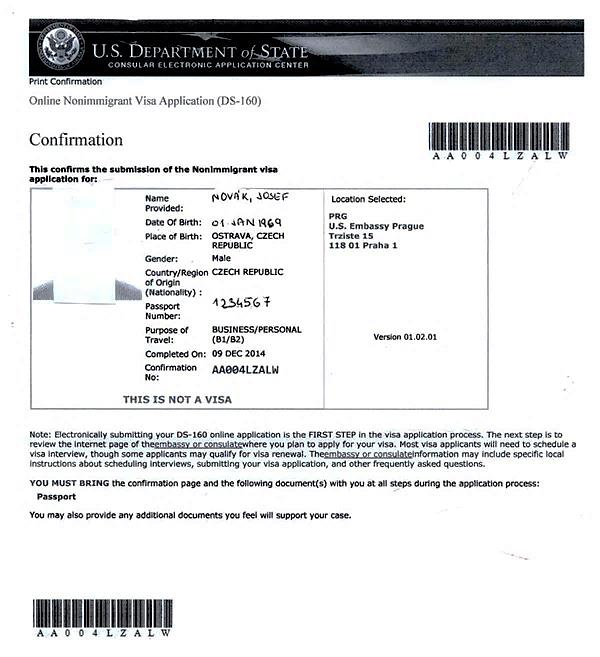 U.S. DEPARTMENT of STATE
CONSULAR ELECTRONIC APPLICATION CENTER
Print Confirmation
Online Nonimmigrant Visa Application (DS-160)
Confirmation
AA004LZALW
This confirms the submission of the Nonimmigrant visa
application for:
Name
Provided:
NOVÁK, JOSEF
Date Of Birth: 01 JAN 1969
Place of Birth: OSTRAVA, CZECH
REPUBLIC
Gender: Male
Country/Region CZECH REPUBLIC
of Origin
(Nationality) :
Passport
Number:
1234567
Purpose of
Travel:
BUSINESS/PERSONAL
(B1/B2)
Completed On: 09 DEC 2014
Confirmation
No:
AA004LZALW
THIS IS NOT A VISA
Location Selected:
PRG
U.S. Embassy Prague
Trziste 15
118 01 Praha 1
Version 01.02.01
Note: Electronically submitting your DS-160 online application is the FIRST STEP in the visa application process. The next step is to
review the internet page of theembassy or consulatewhere you plan to apply for your visa. Most visa applicants will need to schedule a
visa interview, though some applicants may qualify for visa renewal. Theembassy or consulateinformation may include specific local
instructions about scheduling interviews, submitting your visa application, and other frequently asked questions.
YOU MUST BRING the confirmation page and the following document(s) with you at all steps during the application process:
Passport
You may also provide any additional documents you feel will support your case.
AA004LZALW